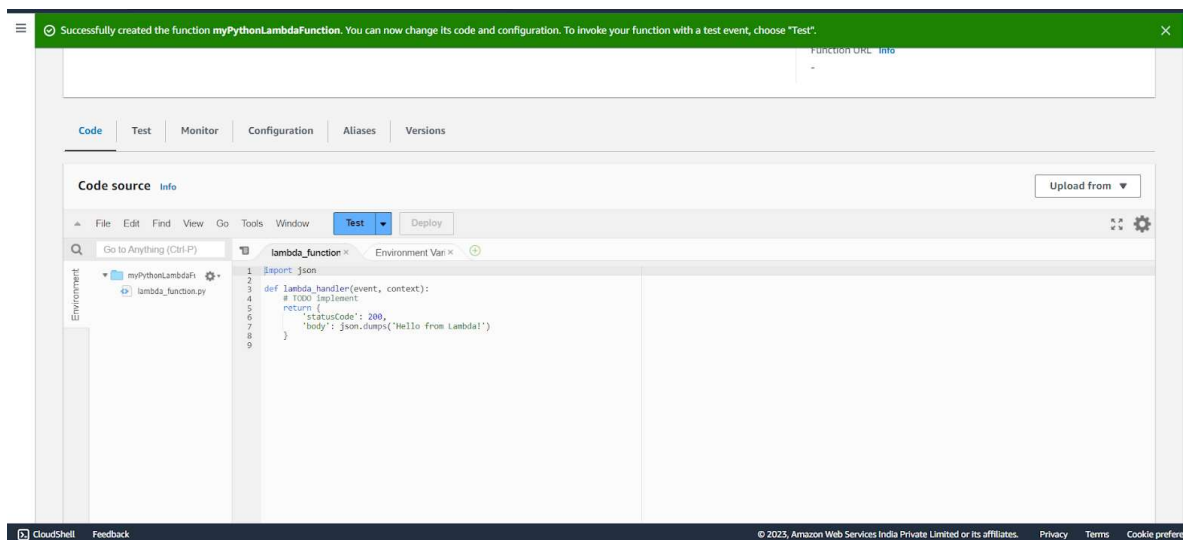 Successfully created the function myPythonLambdaFunction. You can now change its code and configuration. To invoke your function with a test event, choose "Test".
Function URL Info
-
Code Test Monitor Configuration Aliases Versions
Code source Info
Upload from
File Edit Find View Go Tools Window Test Deploy
Go to Anything (Ctrl-P)
lambda_function × Environment Vari ×
Environment
myPythonLambdaFu
lambda_function.py
1 import json
2
3 def lambda_handler(event, context):
4     # TODO implement
5     return {
6         'statusCode': 200,
7         'body': json.dumps('Hello from Lambda!')
8     }
9
CloudShell Feedback © 2023, Amazon Web Services India Private Limited or its affiliates. Privacy Terms Cookie prefere